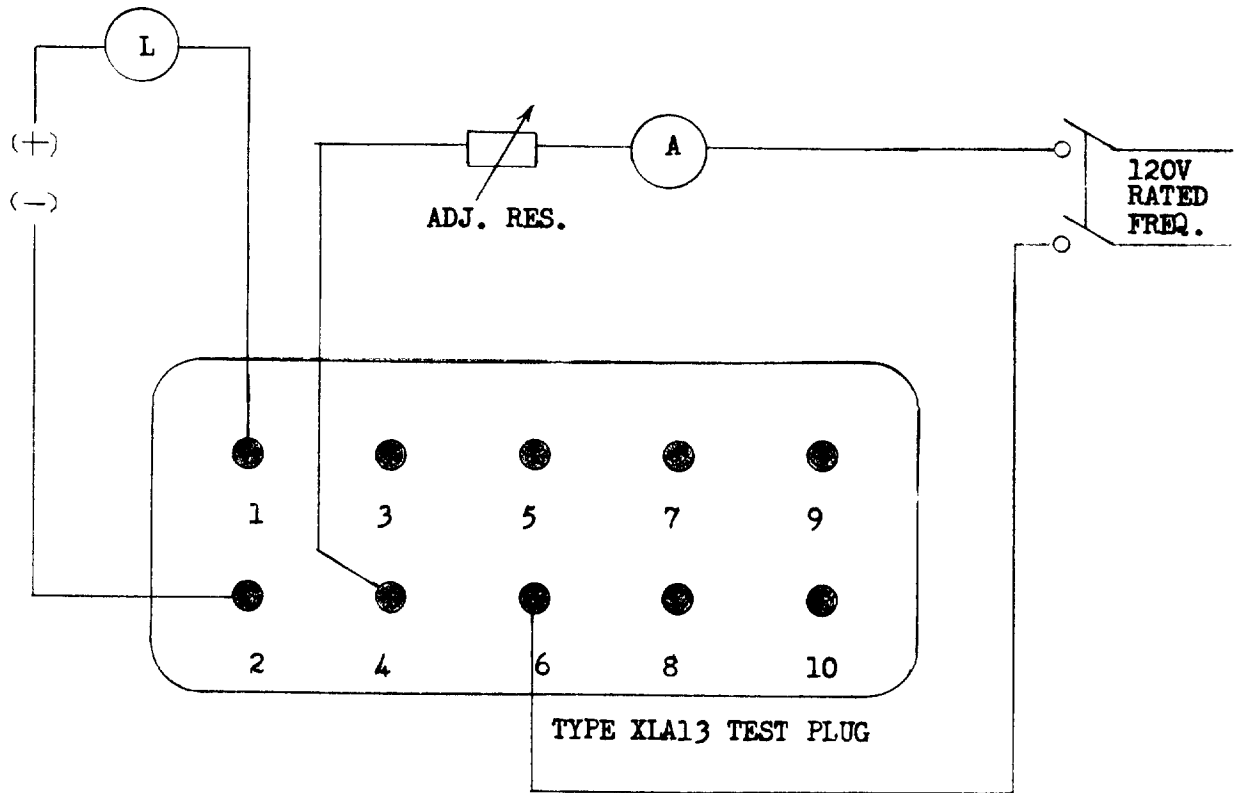 L
(+)
(-)
A
ADJ. RES.
120V
RATED
FREQ.
1 3 5 7 9
2 4 6 8 10
TYPE XLA13 TEST PLUG